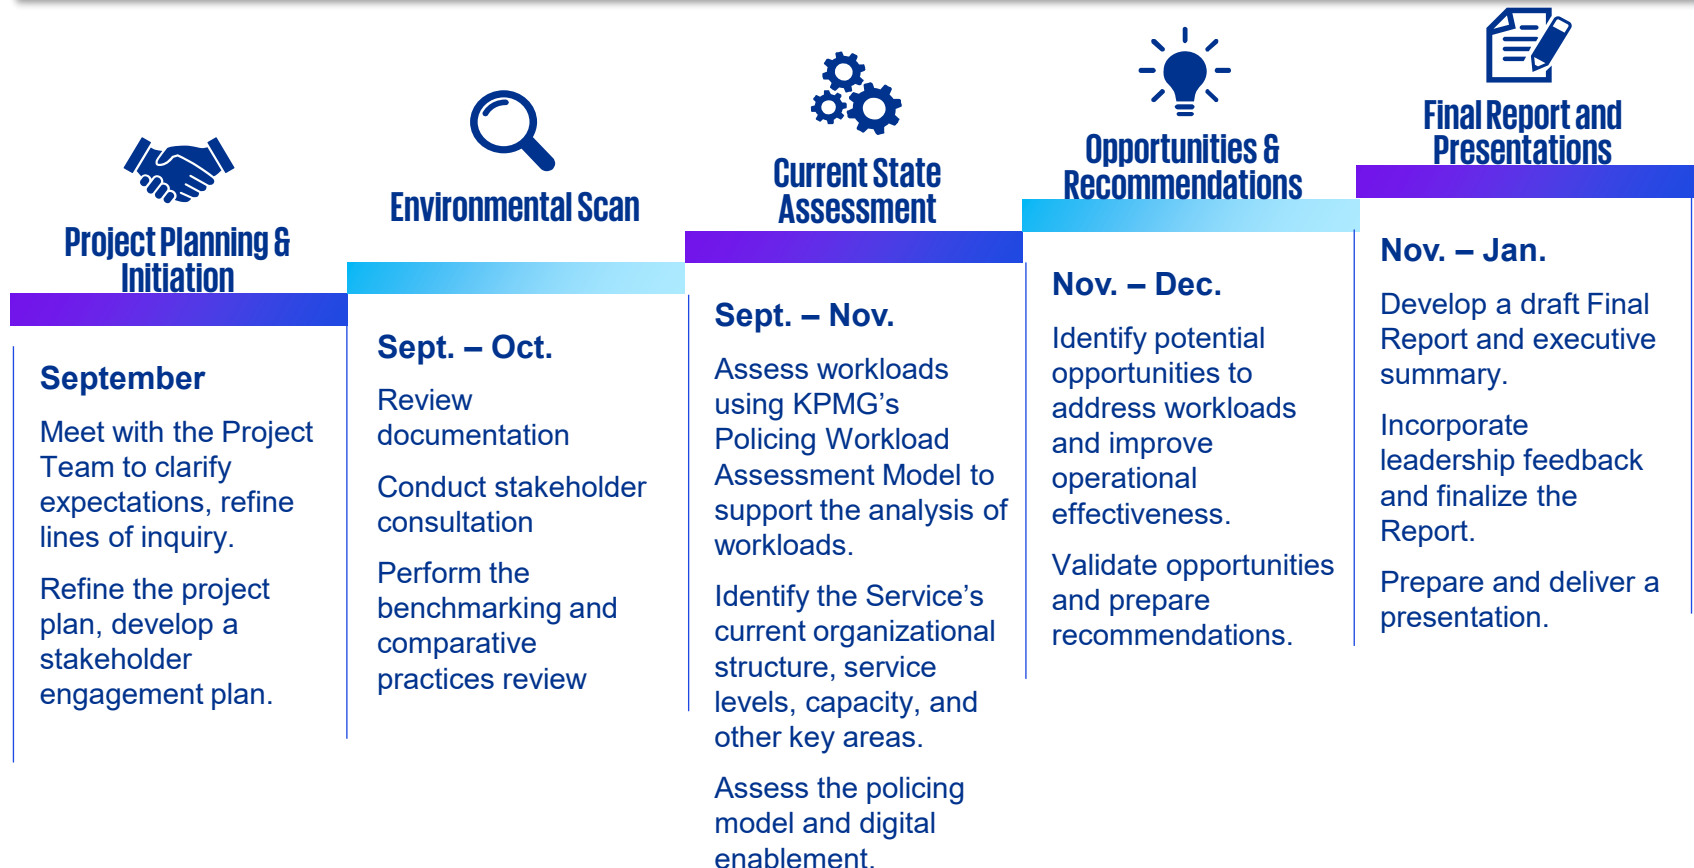 Project Planning &
Initiation
September
Meet with the Project
Team to clarify
expectations, refine
lines of inquiry.
Refine the project
plan, develop a
stakeholder
engagement plan.
Environmental Scan
Sept. – Oct.
Review
documentation
Conduct stakeholder
consultation
Perform the
benchmarking and
comparative
practices review
Current State
Assessment
Sept. – Nov.
Assess workloads
using KPMG’s
Policing Workload
Assessment Model to
support the analysis of
workloads.
Identify the Service’s
current organizational
structure, service
levels, capacity, and
other key areas.
Assess the policing
model and digital
enablement.
Opportunities &
Recommendations
Nov. – Dec.
Identify potential
opportunities to
address workloads
and improve
operational
effectiveness.
Validate opportunities
and prepare
recommendations.
Final Report and
Presentations
Nov. – Jan.
Develop a draft Final
Report and executive
summary.
Incorporate
leadership feedback
and finalize the
Report.
Prepare and deliver a
presentation.